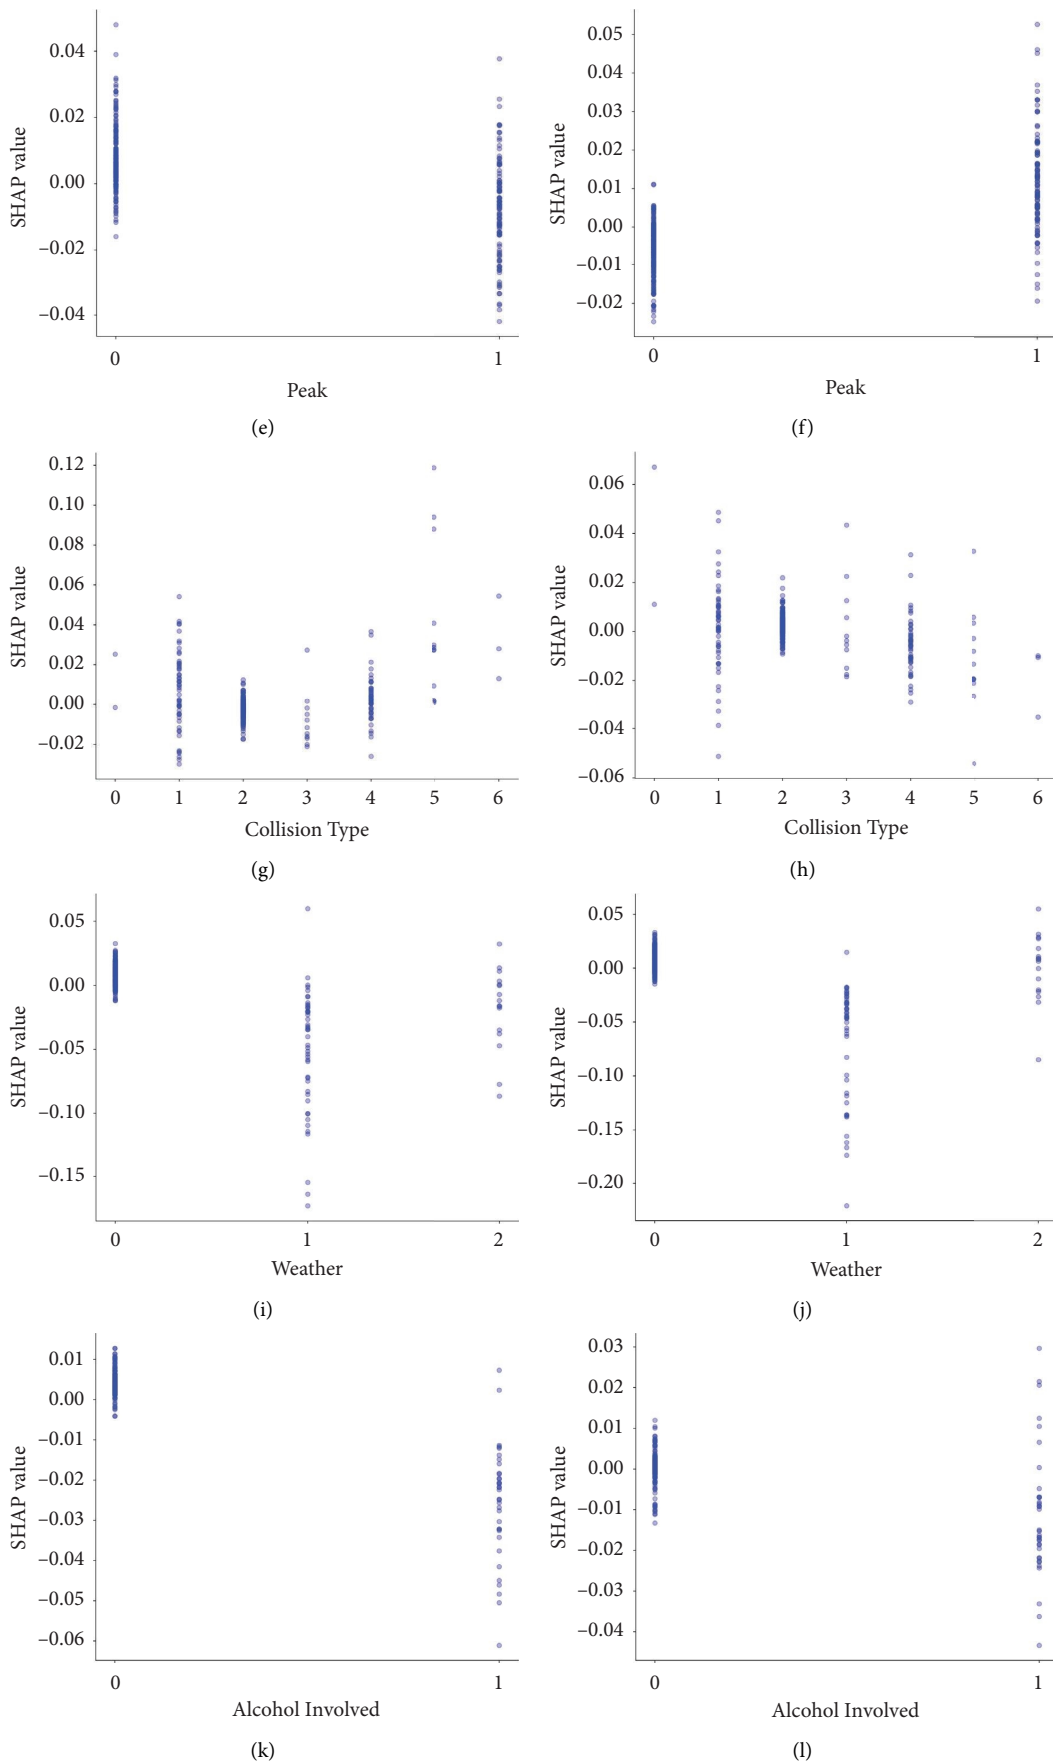 0.04
0.02
0.00
–0.02
–0.04
SHAP value
0 1
Peak
(e)
0.05
0.04
0.03
0.02
0.01
0.00
–0.01
–0.02
SHAP value
0 1
Peak
(f)
0.12
0.10
0.08
0.06
0.04
0.02
0.00
–0.02
SHAP value
0 1 2 3 4 5 6
Collision Type
(g)
0.06
0.04
0.02
0.00
–0.02
–0.04
–0.06
SHAP value
0 1 2 3 4 5 6
Collision Type
(h)
0.05
0.00
–0.05
–0.10
–0.15
SHAP value
0 1 2
Weather
(i)
0.05
0.00
–0.05
–0.10
–0.15
–0.20
SHAP value
0 1 2
Weather
(j)
0.01
0.00
–0.01
–0.02
–0.03
–0.04
–0.05
–0.06
SHAP value
0 1
Alcohol Involved
(k)
0.03
0.02
0.01
0.00
–0.01
–0.02
–0.03
–0.04
SHAP value
0 1
Alcohol Involved
(l)